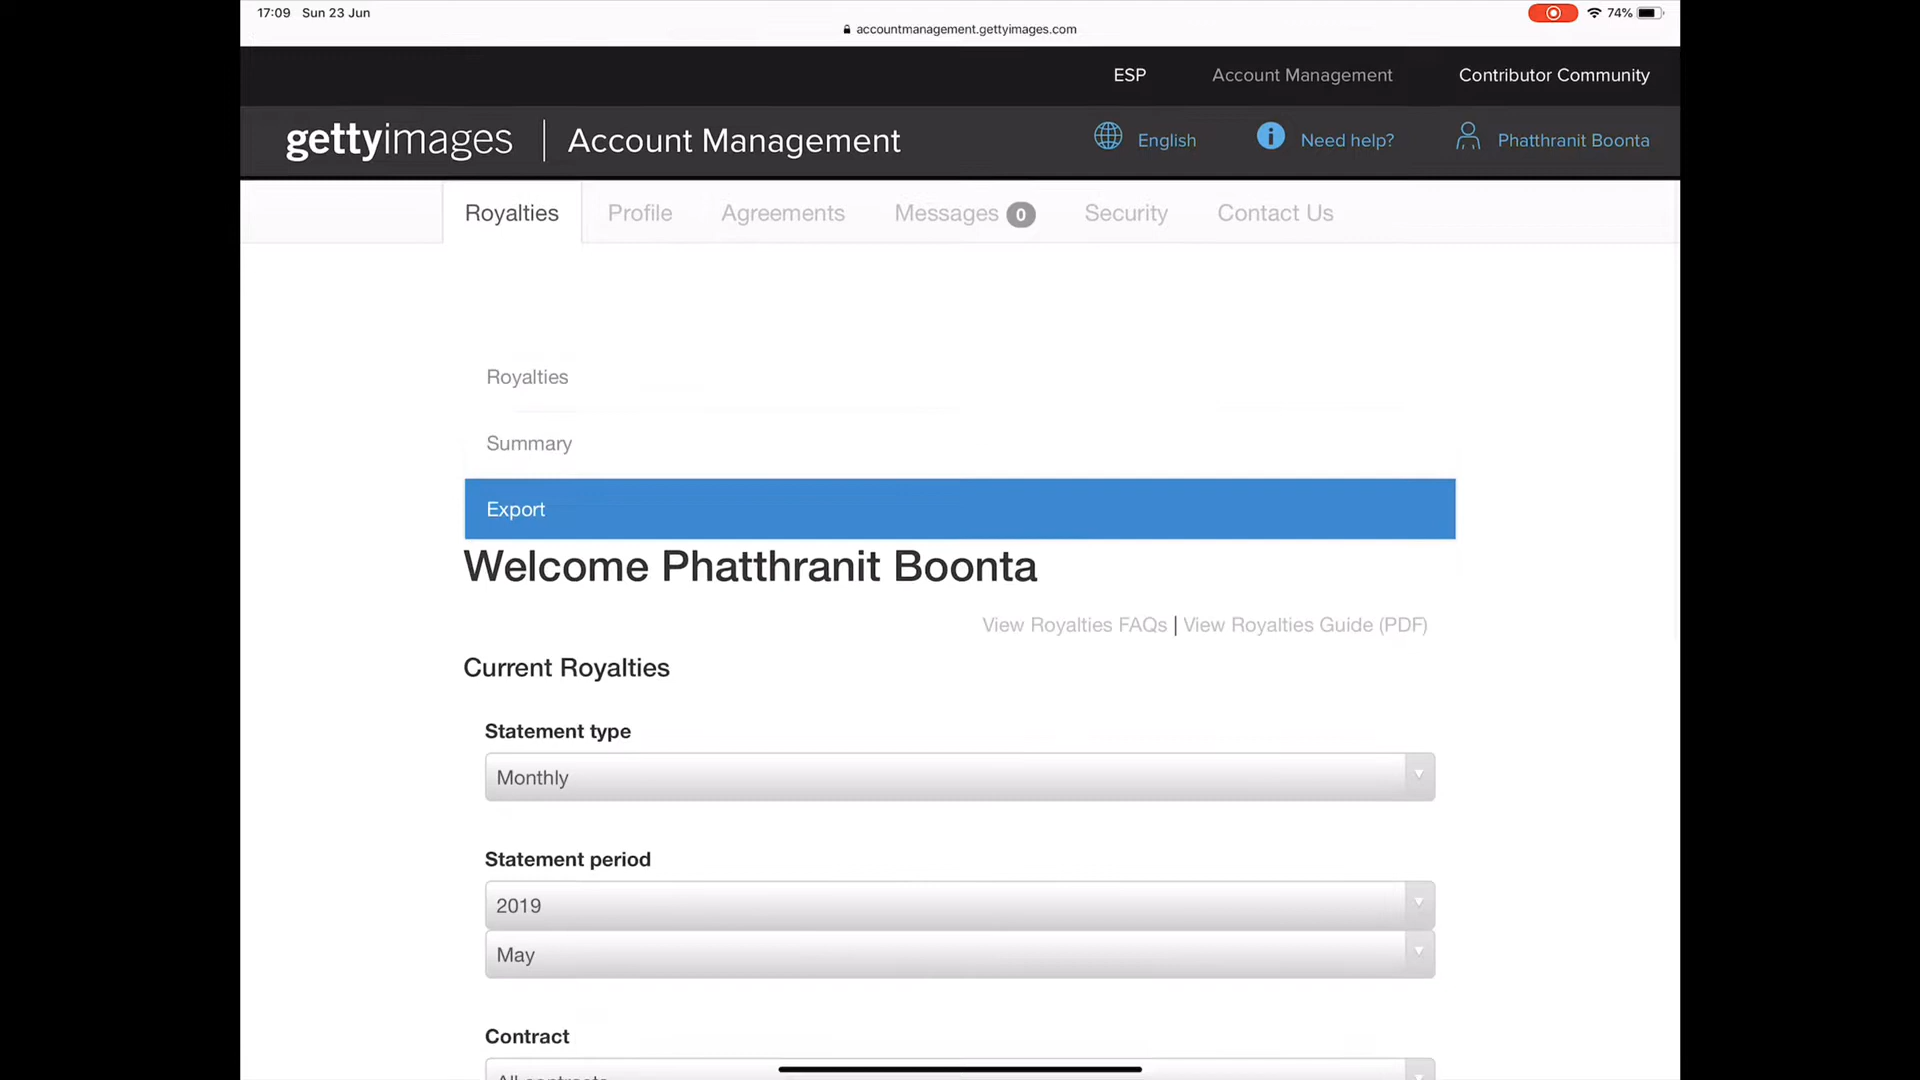 17:09 Sun 23 Jun
74%
accountmanagement.gettyimages.com
ESP Account Management Contributor Community
gettyimages Account Management English Need help? Phatthranit Boonta
Royalties Profile Agreements Messages 0 Security Contact Us
Royalties
Summary
Export
Welcome Phatthranit Boonta
View Royalties FAQs | View Royalties Guide (PDF)
Current Royalties
Statement type
Monthly
Statement period
2019
May
Contract
All contracts